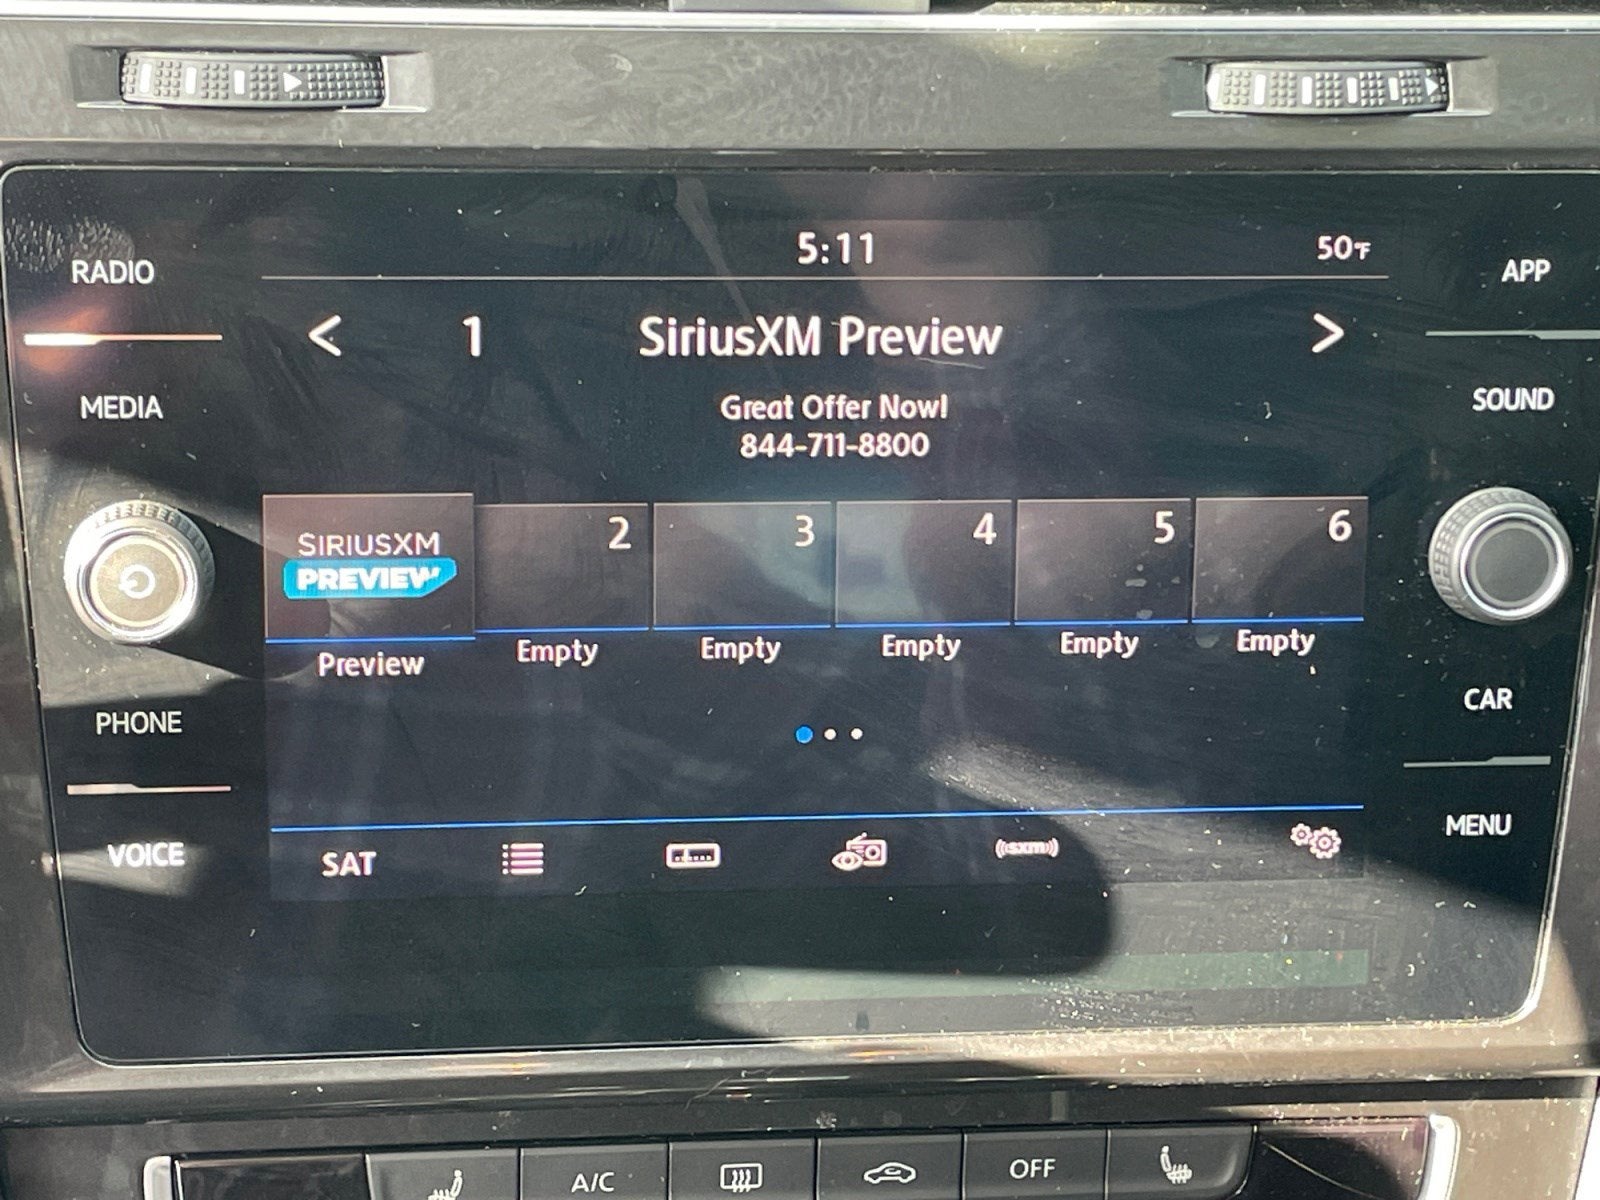 5:11
50°F
RADIO
APP
< 1 SiriusXM Preview >
MEDIA
SOUND
Great Offer Now!
844-711-8800
SIRIUSXM
PREVIEW
2
3
4
5
6
Preview
Empty
Empty
Empty
Empty
Empty
PHONE
CAR
VOICE
MENU
SAT
((sxm))
A/C
OFF